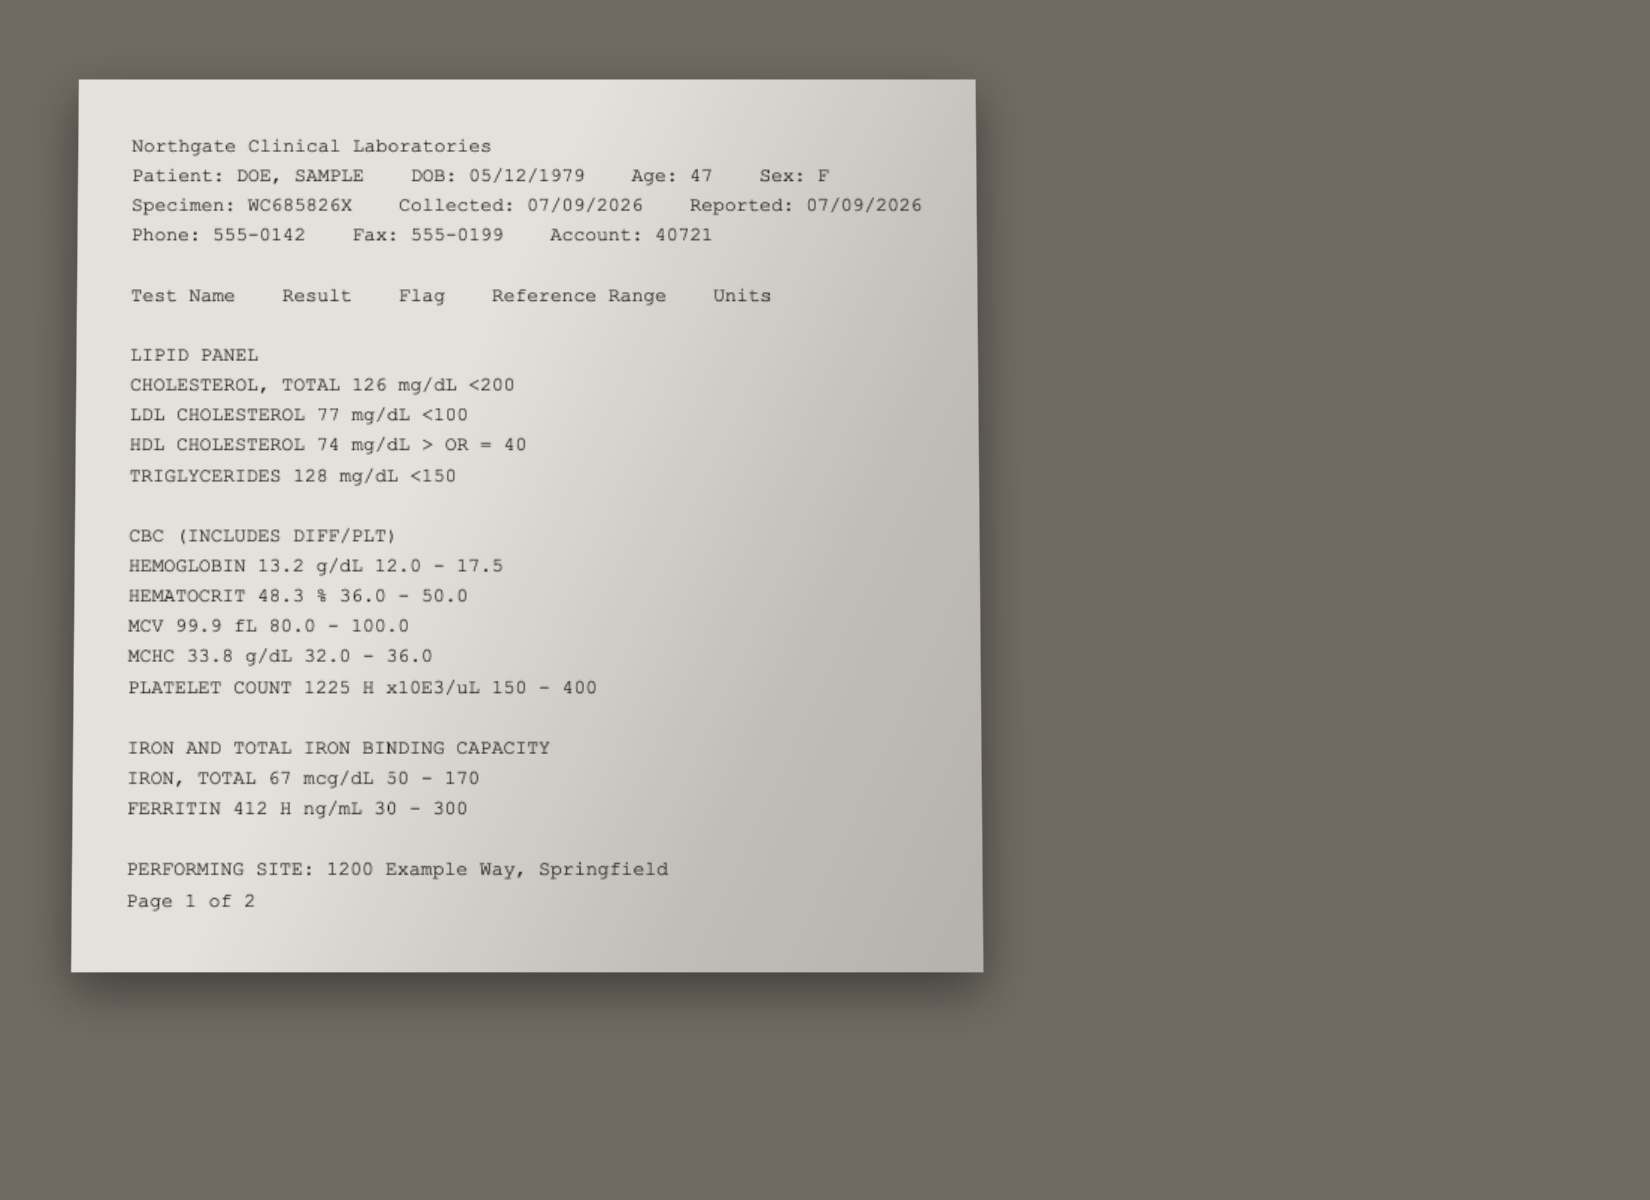 Northgate Clinical Laboratories
Patient: DOE, SAMPLE    DOB: 05/12/1979    Age: 47    Sex: F
Specimen: WC685826X    Collected: 07/09/2026    Reported: 07/09/2026
Phone: 555-0142    Fax: 555-0199    Account: 40721
Test Name    Result    Flag    Reference Range    Units
LIPID PANEL
CHOLESTEROL, TOTAL 126 mg/dL <200
LDL CHOLESTEROL 77 mg/dL <100
HDL CHOLESTEROL 74 mg/dL > OR = 40
TRIGLYCERIDES 128 mg/dL <150
CBC (INCLUDES DIFF/PLT)
HEMOGLOBIN 13.2 g/dL 12.0 - 17.5
HEMATOCRIT 48.3 % 36.0 - 50.0
MCV 99.9 fL 80.0 - 100.0
MCHC 33.8 g/dL 32.0 - 36.0
PLATELET COUNT 1225 H x10E3/uL 150 - 400
IRON AND TOTAL IRON BINDING CAPACITY
IRON, TOTAL 67 mcg/dL 50 - 170
FERRITIN 412 H ng/mL 30 - 300
PERFORMING SITE: 1200 Example Way, Springfield
Page 1 of 2